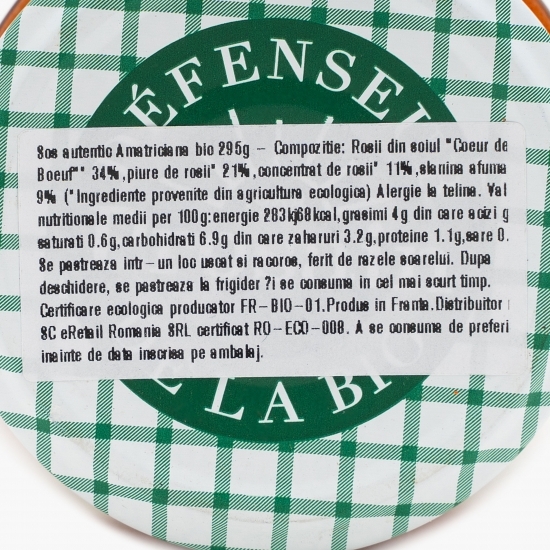 ÉFENSE
Sos autentic Amatriciana bio 295g - Compozitie: Rosii din soiul "Coeur de
Boeuf"* 34%,piure de rosii* 21%,concentrat de rosii* 11%,slanina afuma
9% (*Ingrediente provenite din agricultura ecologica) Alergie la telina. Val
nutritionale medii per 100g:energie 283kj68kcal,grasimi 4g din care acizi g
saturati 0.6g,carbohidrati 6.9g din care zaharuri 3.2g,proteine 1.1g,sare 0.
Se pastreaza intr-un loc uscat si racoros, ferit de razele soarelui. Dupa
deschidere, se pastreaza la frigider ?i se consuma in cel mai scurt timp.
Certificare ecologica producator FR-BIO-01.Produs in Franta.Distribuitor
SC eRetail Romania SRL certificat RO-ECO-008. A se consuma de preferi
inainte de data inscrisa pe ambalaj.
E LA BIO